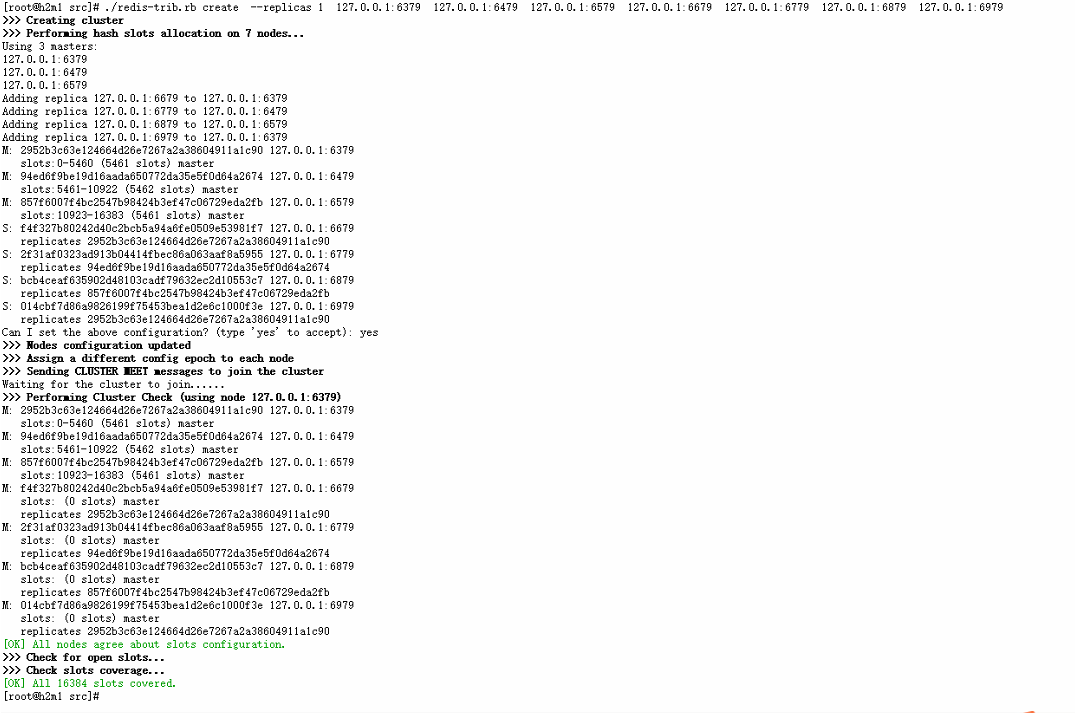 [root@h2m1 src]# ./redis-trib.rb create  --replicas 1  127.0.0.1:6379  127.0.0.1:6479  127.0.0.1:6579  127.0.0.1:6679  127.0.0.1:6779  127.0.0.1:6879  127.0.0.1:6979
>>> Creating cluster
>>> Performing hash slots allocation on 7 nodes...
Using 3 masters:
127.0.0.1:6379
127.0.0.1:6479
127.0.0.1:6579
Adding replica 127.0.0.1:6679 to 127.0.0.1:6379
Adding replica 127.0.0.1:6779 to 127.0.0.1:6479
Adding replica 127.0.0.1:6879 to 127.0.0.1:6579
Adding replica 127.0.0.1:6979 to 127.0.0.1:6379
M: 2952b3c63e124664d26e7267a2a38604911a1c90 127.0.0.1:6379
   slots:0-5460 (5461 slots) master
M: 94ed6f9be19d16aada650772da35e5f0d64a2674 127.0.0.1:6479
   slots:5461-10922 (5462 slots) master
M: 857f6007f4bc2547b98424b3ef47c06729eda2fb 127.0.0.1:6579
   slots:10923-16383 (5461 slots) master
S: f4f327b80242d40c2bcb5a94a6fe0509e53981f7 127.0.0.1:6679
   replicates 2952b3c63e124664d26e7267a2a38604911a1c90
S: 2f31af0323ad913b04414fbec86a063aaf8a5955 127.0.0.1:6779
   replicates 94ed6f9be19d16aada650772da35e5f0d64a2674
S: bcb4ceaf635902d48103cadf79632ec2d10553c7 127.0.0.1:6879
   replicates 857f6007f4bc2547b98424b3ef47c06729eda2fb
S: 014cbf7d86a9826199f75453bea1d2e6c1000f3e 127.0.0.1:6979
   replicates 2952b3c63e124664d26e7267a2a38604911a1c90
Can I set the above configuration? (type 'yes' to accept): yes
>>> Nodes configuration updated
>>> Assign a different config epoch to each node
>>> Sending CLUSTER MEET messages to join the cluster
Waiting for the cluster to join......
>>> Performing Cluster Check (using node 127.0.0.1:6379)
M: 2952b3c63e124664d26e7267a2a38604911a1c90 127.0.0.1:6379
   slots:0-5460 (5461 slots) master
M: 94ed6f9be19d16aada650772da35e5f0d64a2674 127.0.0.1:6479
   slots:5461-10922 (5462 slots) master
M: 857f6007f4bc2547b98424b3ef47c06729eda2fb 127.0.0.1:6579
   slots:10923-16383 (5461 slots) master
M: f4f327b80242d40c2bcb5a94a6fe0509e53981f7 127.0.0.1:6679
   slots: (0 slots) master
   replicates 2952b3c63e124664d26e7267a2a38604911a1c90
M: 2f31af0323ad913b04414fbec86a063aaf8a5955 127.0.0.1:6779
   slots: (0 slots) master
   replicates 94ed6f9be19d16aada650772da35e5f0d64a2674
M: bcb4ceaf635902d48103cadf79632ec2d10553c7 127.0.0.1:6879
   slots: (0 slots) master
   replicates 857f6007f4bc2547b98424b3ef47c06729eda2fb
M: 014cbf7d86a9826199f75453bea1d2e6c1000f3e 127.0.0.1:6979
   slots: (0 slots) master
   replicates 2952b3c63e124664d26e7267a2a38604911a1c90
[OK] All nodes agree about slots configuration.
>>> Check for open slots...
>>> Check slots coverage...
[OK] All 16384 slots covered.
[root@h2m1 src]#